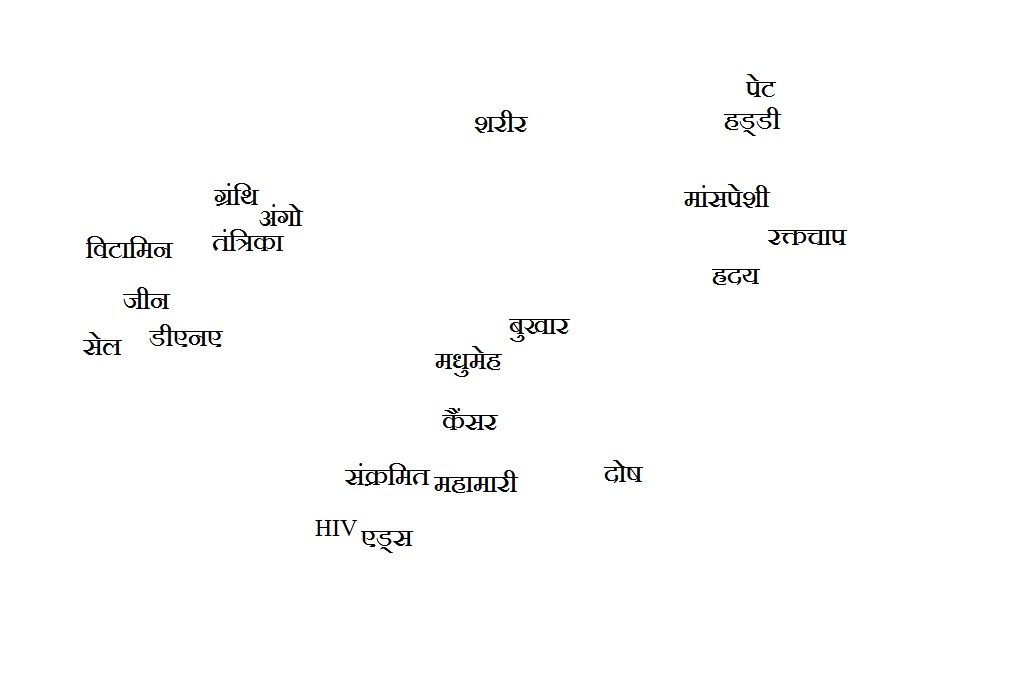 पेट
शरीर
हड्डी
ग्रंथि
मांसपेशी
अंगो
तंत्रिका
रक्तचाप
विटामिन
हृदय
जीन
बुखार
डीएनए
सेल
मधुमेह
कैंसर
संक्रमित महामारी
दोष
HIV एड्स